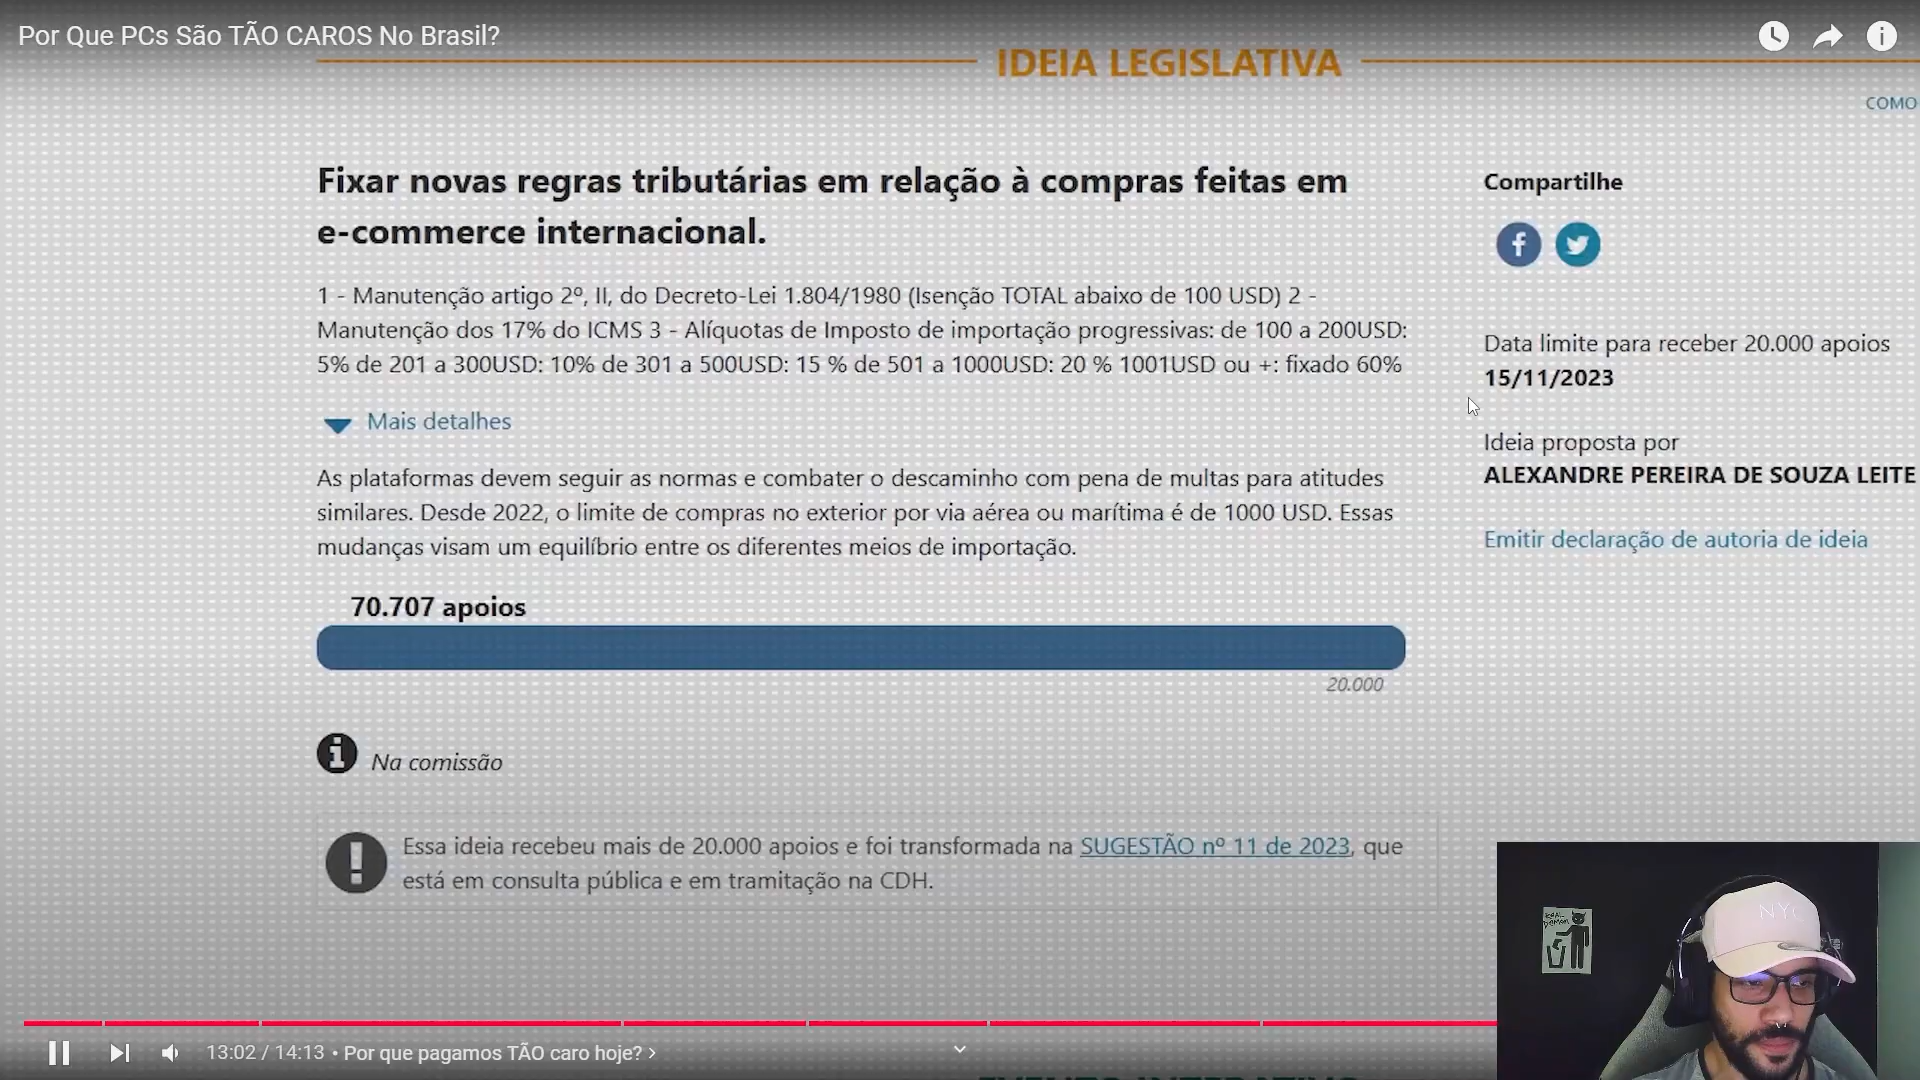 Por Que PCs São TÃO CAROS No Brasil?
IDEIA LEGISLATIVA
COMO
Fixar novas regras tributárias em relação à compras feitas em
e-commerce internacional.
1 - Manutenção artigo 2º, II, do Decreto-Lei 1.804/1980 (Isenção TOTAL abaixo de 100 USD) 2 -
Manutenção dos 17% do ICMS 3 - Alíquotas de Imposto de importação progressivas: de 100 a 200USD:
5% de 201 a 300USD: 10% de 301 a 500USD: 15 % de 501 a 1000USD: 20 % 1001USD ou +: fixado 60%
Mais detalhes
As plataformas devem seguir as normas e combater o descaminho com pena de multas para atitudes
similares. Desde 2022, o limite de compras no exterior por via aérea ou marítima é de 1000 USD. Essas
mudanças visam um equilíbrio entre os diferentes meios de importação.
70.707 apoios
20.000
Na comissão
Essa ideia recebeu mais de 20.000 apoios e foi transformada na SUGESTÃO nº 11 de 2023, que
está em consulta pública e em tramitação na CDH.
Compartilhe
Data limite para receber 20.000 apoios
15/11/2023
Ideia proposta por
ALEXANDRE PEREIRA DE SOUZA LEITE
Emitir declaração de autoria de ideia
NYC
13:02 / 14:13 • Por que pagamos TÃO caro hoje?